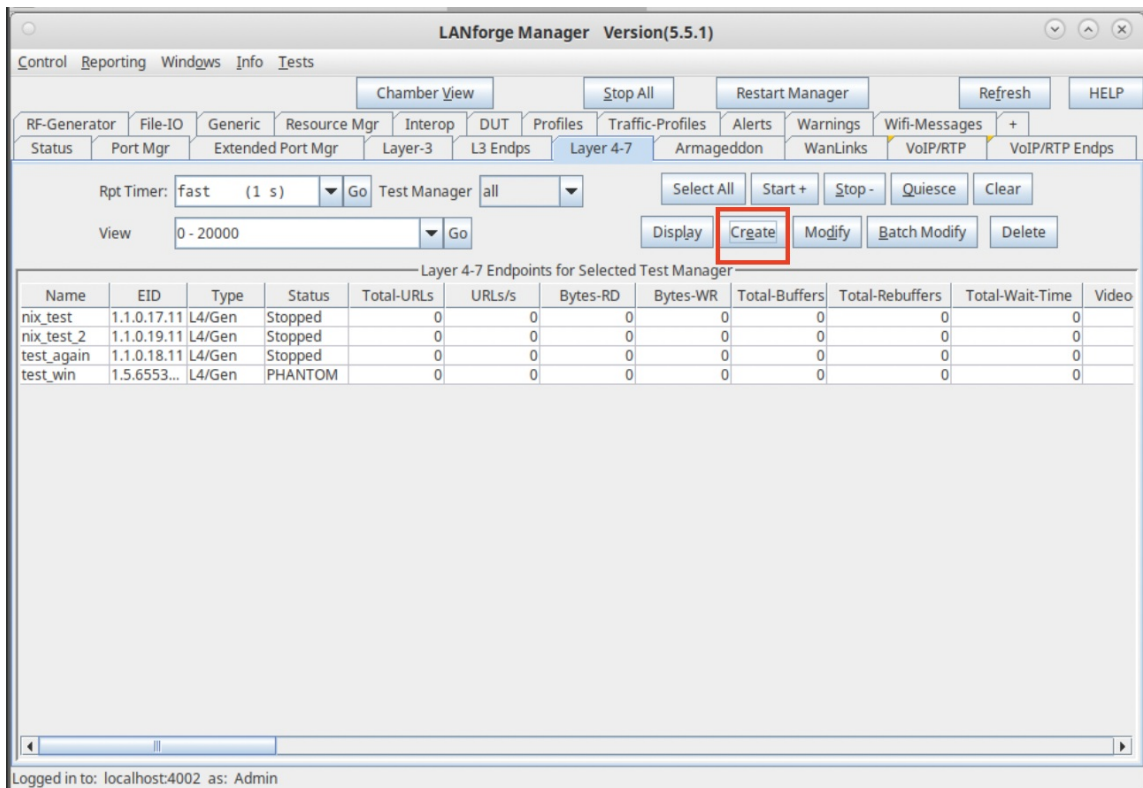 LANforge Manager Version(5.5.1)
Control Reporting Windows Info Tests
Chamber View Stop All Restart Manager Refresh HELP
RF-Generator File-IO Generic Resource Mgr Interop DUT Profiles Traffic-Profiles Alerts Warnings Wifi-Messages +
Status Port Mgr Extended Port Mgr Layer-3 L3 Endps Layer 4-7 Armageddon WanLinks VoIP/RTP VoIP/RTP Endps
Rpt Timer: fast (1 s) Go Test Manager all Select All Start + Stop - Quiesce Clear
View 0 - 20000 Go Display Create Modify Batch Modify Delete
Layer 4-7 Endpoints for Selected Test Manager
Name EID Type Status Total-URLs URLs/s Bytes-RD Bytes-WR Total-Buffers Total-Rebuffers Total-Wait-Time Video
nix_test 1.1.0.17.11 L4/Gen Stopped 0 0 0 0 0 0 0
nix_test_2 1.1.0.19.11 L4/Gen Stopped 0 0 0 0 0 0 0
test_again 1.1.0.18.11 L4/Gen Stopped 0 0 0 0 0 0 0
test_win 1.5.6553... L4/Gen PHANTOM 0 0 0 0 0 0 0
Logged in to: localhost:4002 as: Admin